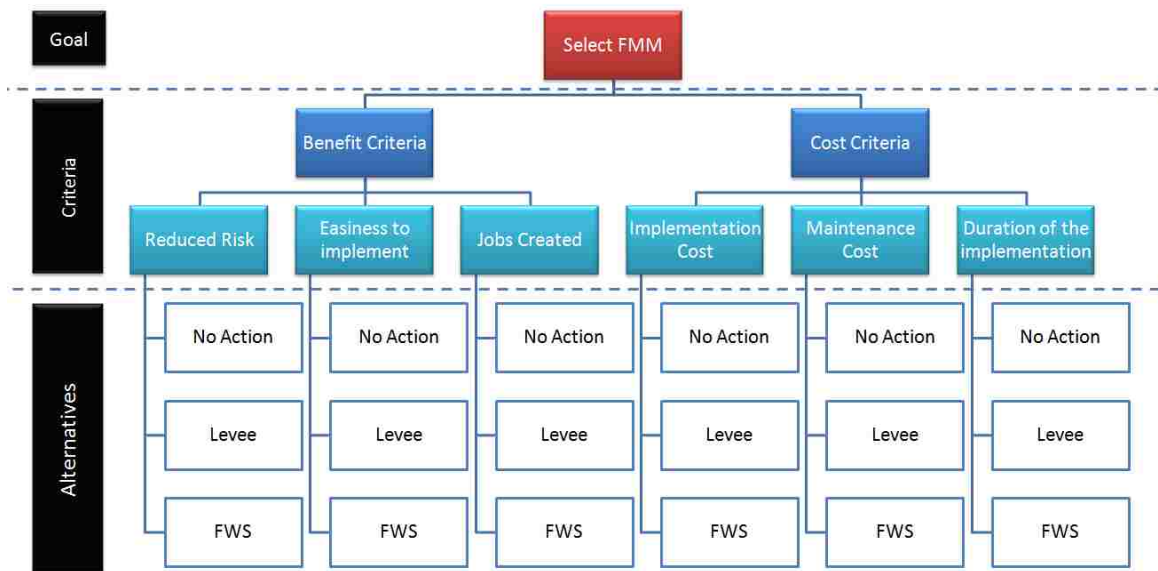 Goal
Select FMM
Criteria
Benefit Criteria
Cost Criteria
Reduced Risk
Easiness to
implement
Jobs Created
Implementation
Cost
Maintenance
Cost
Duration of the
implementation
Alternatives
No Action
No Action
No Action
No Action
No Action
No Action
Levee
Levee
Levee
Levee
Levee
Levee
FWS
FWS
FWS
FWS
FWS
FWS